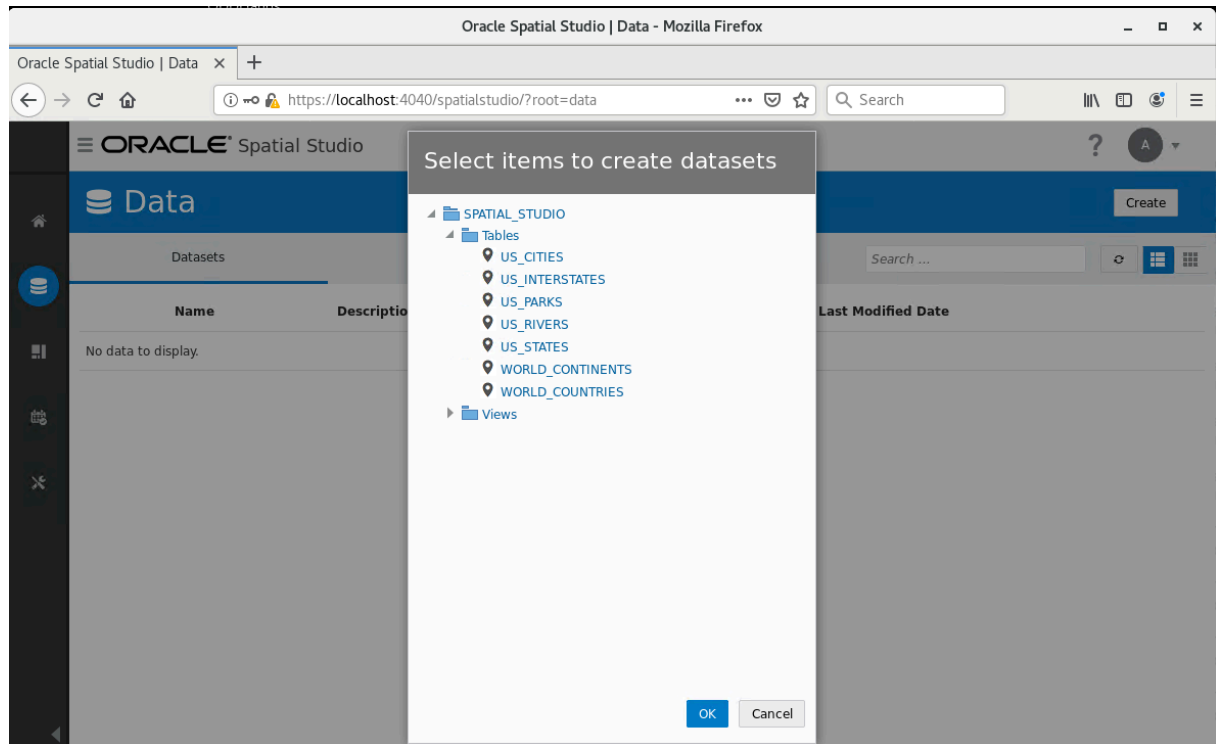 Oracle Spatial Studio | Data - Mozilla Firefox
Oracle Spatial Studio | Data
https://localhost:4040/spatialstudio/?root=data
Search
ORACLE Spatial Studio
A
Select items to create datasets
Data
Create
Datasets
Search ...
Name Descriptio Last Modified Date
No data to display.
SPATIAL_STUDIO
Tables
US_CITIES
US_INTERSTATES
US_PARKS
US_RIVERS
US_STATES
WORLD_CONTINENTS
WORLD_COUNTRIES
Views
OK Cancel